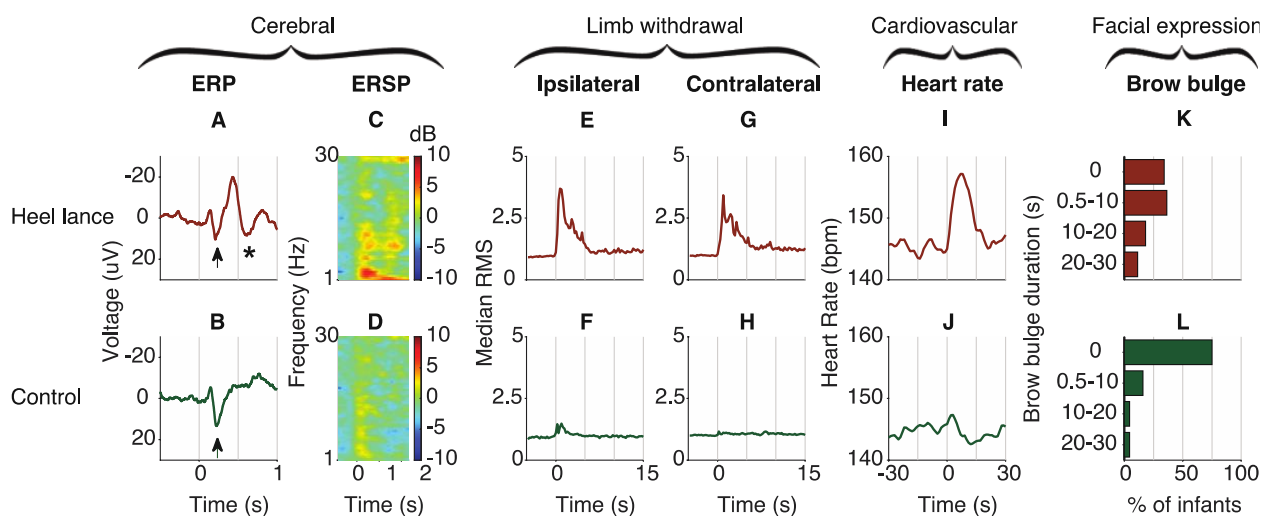 Cerebral Limb withdrawal Cardiovascular Facial expression
ERP ERSP Ipsilateral Contralateral Heart rate Brow bulge
A C E G I K
dB
Heel lance
Voltage (uV)
-20
0
20
*
Frequency (Hz)
30
1
10
5
0
−5
−10
Median RMS
5
2.5
0
5
2.5
0
Heart Rate (bpm)
160
150
140
Brow bulge duration (s)
0
0.5-10
10-20
20-30
B D F H J L
Control
-20
0
20
0 1
Time (s)
30
1
10
5
0
−5
−10
0 1 2
Time (s)
5
2.5
0
0 15
Time (s)
5
2.5
0
0 15
Time (s)
160
150
140
-30 0 30
Time (s)
0
0.5-10
10-20
20-30
0 50 100
% of infants